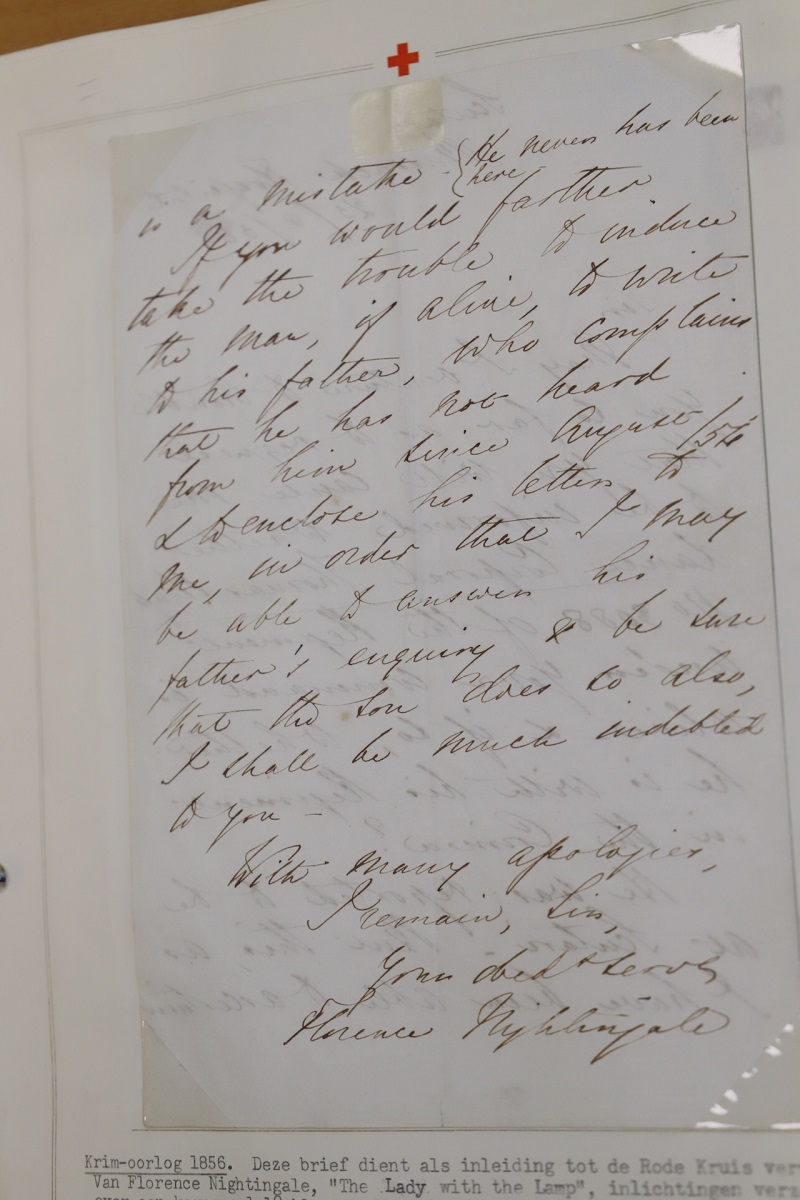 is a mistake - {He never has been
here
If you would farther
take the trouble to induce
the man, if alive, to write
to his father, who complains
that he has not heard
from him since August/54
& to enclose his letter to
me, in order that I may
be able to answer his
father's enquiry & be sure
that the son does so also,
I shall be much indebted
to you -
With many apologies,
I remain, Sir,
Your obedt servt
Florence Nightingale
Krim-oorlog 1856. Deze brief dient als inleiding tot de Rode Kruis ver
Van Florence Nightingale, "The Lady with the Lamp", inlichtingen verz
over een